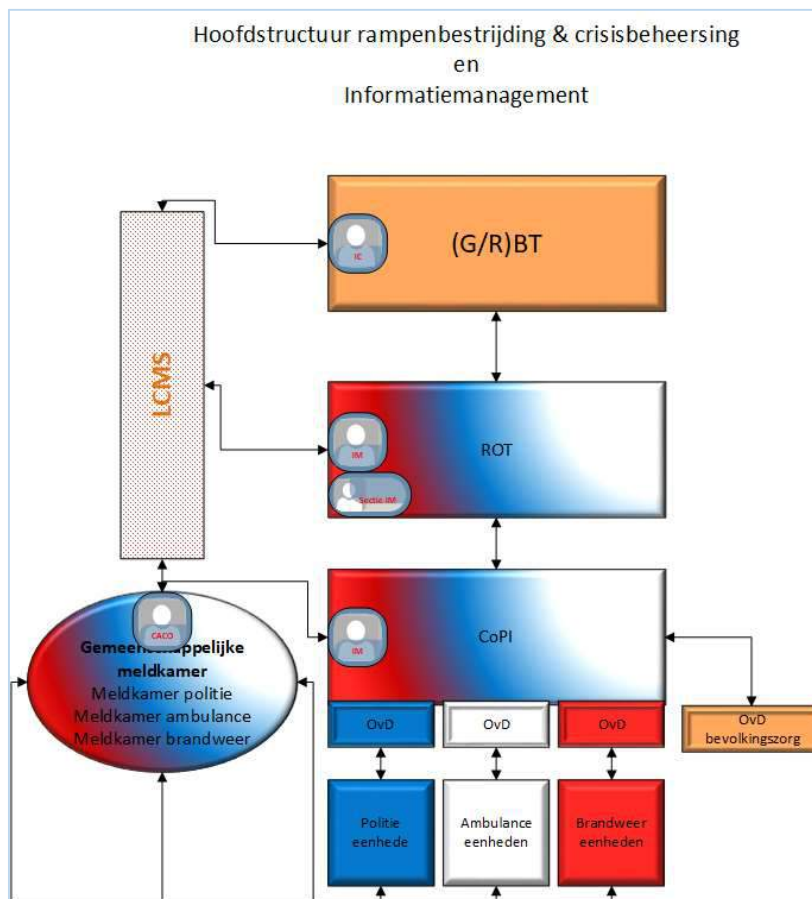 Hoofdstructuur rampenbestrijding & crisisbeheersing
en
Informatiemanagement
(G/R)BT
IC
LCMS
ROT
IM
Sectie IM
CoPI
IM
CACO
Gemeenschappelijke
meldkamer
Meldkamer politie
Meldkamer ambulance
Meldkamer brandweer
OvD
OvD
OvD
OvD
bevolkingszorg
Politie
eenhede
Ambulance
eenheden
Brandweer
eenheden